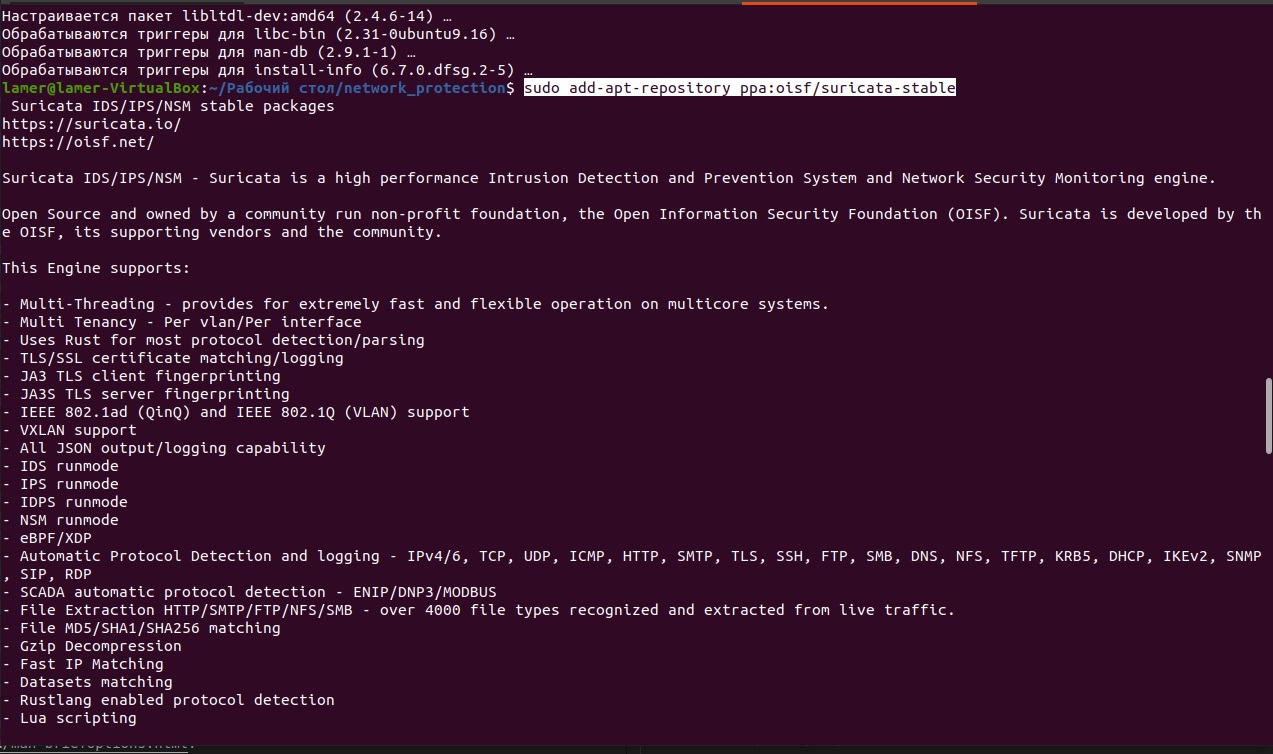 Настраивается пакет libltdl-dev:amd64 (2.4.6-14) …
Обрабатываются триггеры для libc-bin (2.31-0ubuntu9.16) …
Обрабатываются триггеры для man-db (2.9.1-1) …
Обрабатываются триггеры для install-info (6.7.0.dfsg.2-5) …
lamer@lamer-VirtualBox:~/Рабочий стол/network_protection$ sudo add-apt-repository ppa:oisf/suricata-stable
 Suricata IDS/IPS/NSM stable packages
https://suricata.io/
https://oisf.net/

Suricata IDS/IPS/NSM - Suricata is a high performance Intrusion Detection and Prevention System and Network Security Monitoring engine.

Open Source and owned by a community run non-profit foundation, the Open Information Security Foundation (OISF). Suricata is developed by th
e OISF, its supporting vendors and the community.

This Engine supports:

- Multi-Threading - provides for extremely fast and flexible operation on multicore systems.
- Multi Tenancy - Per vlan/Per interface
- Uses Rust for most protocol detection/parsing
- TLS/SSL certificate matching/logging
- JA3 TLS client fingerprinting
- JA3S TLS server fingerprinting
- IEEE 802.1ad (QinQ) and IEEE 802.1Q (VLAN) support
- VXLAN support
- All JSON output/logging capability
- IDS runmode
- IPS runmode
- IDPS runmode
- NSM runmode
- eBPF/XDP
- Automatic Protocol Detection and logging - IPv4/6, TCP, UDP, ICMP, HTTP, SMTP, TLS, SSH, FTP, SMB, DNS, NFS, TFTP, KRB5, DHCP, IKEv2, SNMP
, SIP, RDP
- SCADA automatic protocol detection - ENIP/DNP3/MODBUS
- File Extraction HTTP/SMTP/FTP/NFS/SMB - over 4000 file types recognized and extracted from live traffic.
- File MD5/SHA1/SHA256 matching
- Gzip Decompression
- Fast IP Matching
- Datasets matching
- Rustlang enabled protocol detection
- Lua scripting